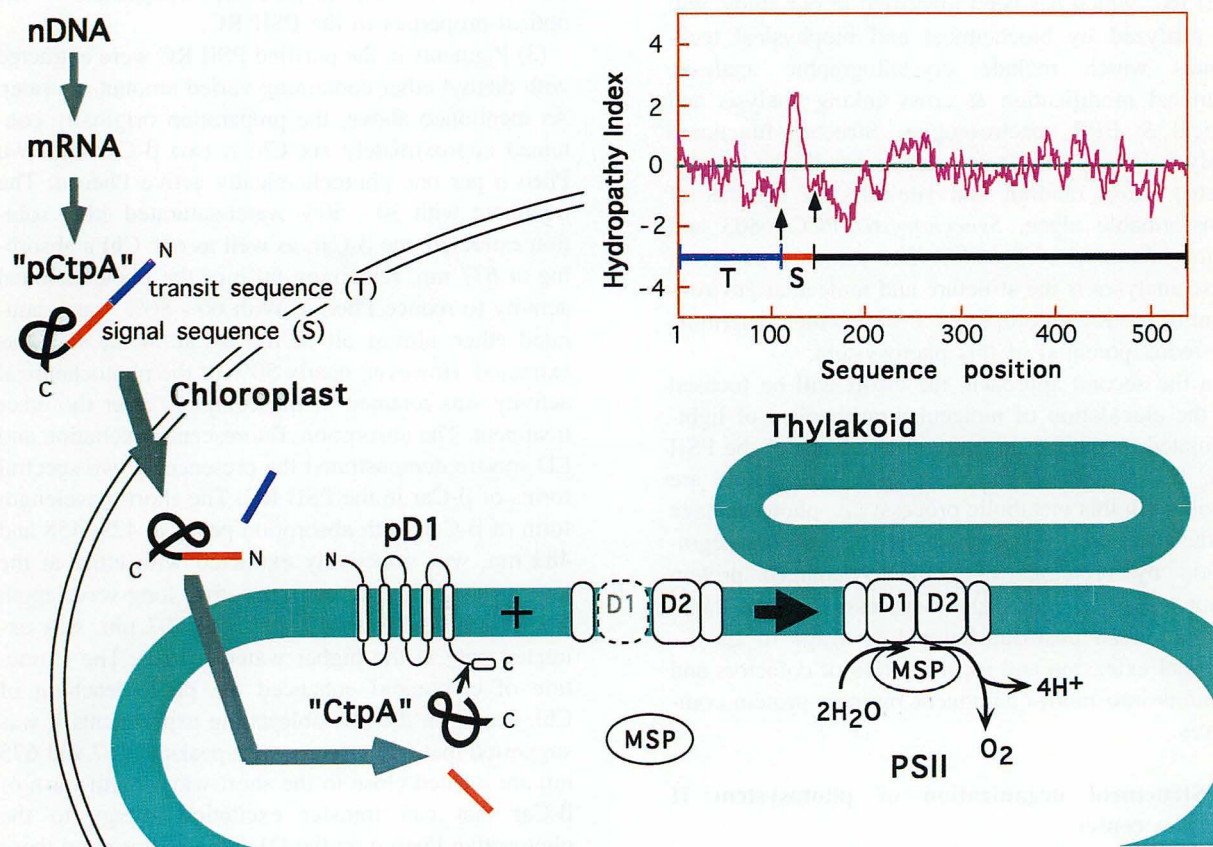 nDNA
mRNA
"pCtpA"
N
transit sequence (T)
signal sequence (S)
C
Chloroplast
N
C
Hydropathy Index
4
2
0
-2
-4
T
S
1
100
200
300
400
500
Sequence position
Thylakoid
pD1
N
C
+
D1
D2
D1
D2
MSP
"CtpA"
C
MSP
2H₂O
4H⁺
O₂
PSII